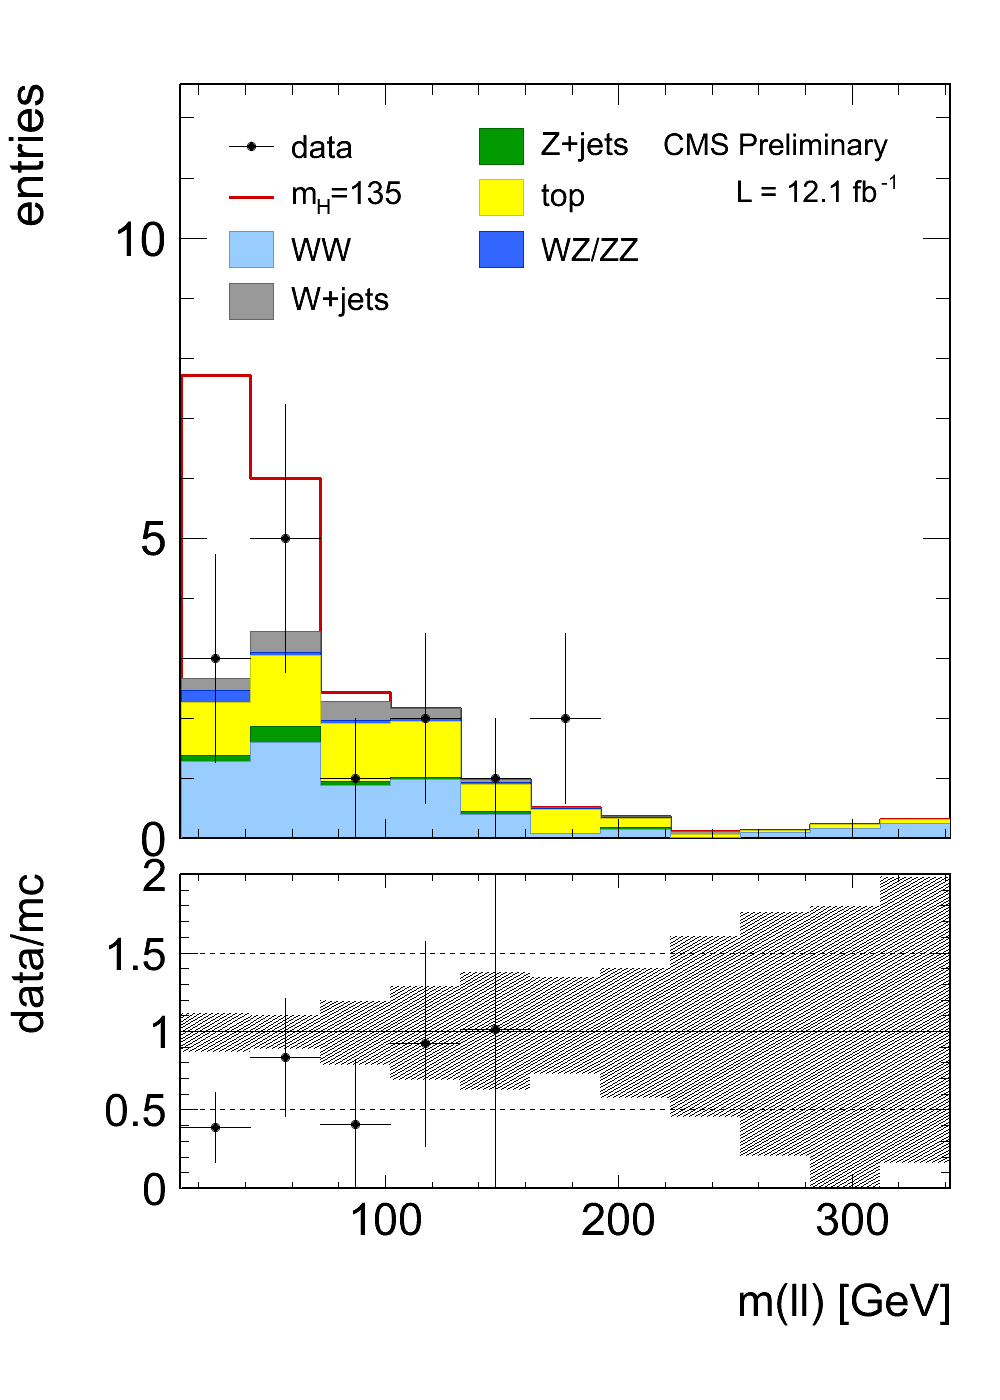 entries
data
m_H=135
WW
W+jets
Z+jets
top
WZ/ZZ
CMS Preliminary
L = 12.1 fb⁻¹
10
5
0
data/mc
2
1.5
1
0.5
0
100 200 300
m(ll) [GeV]